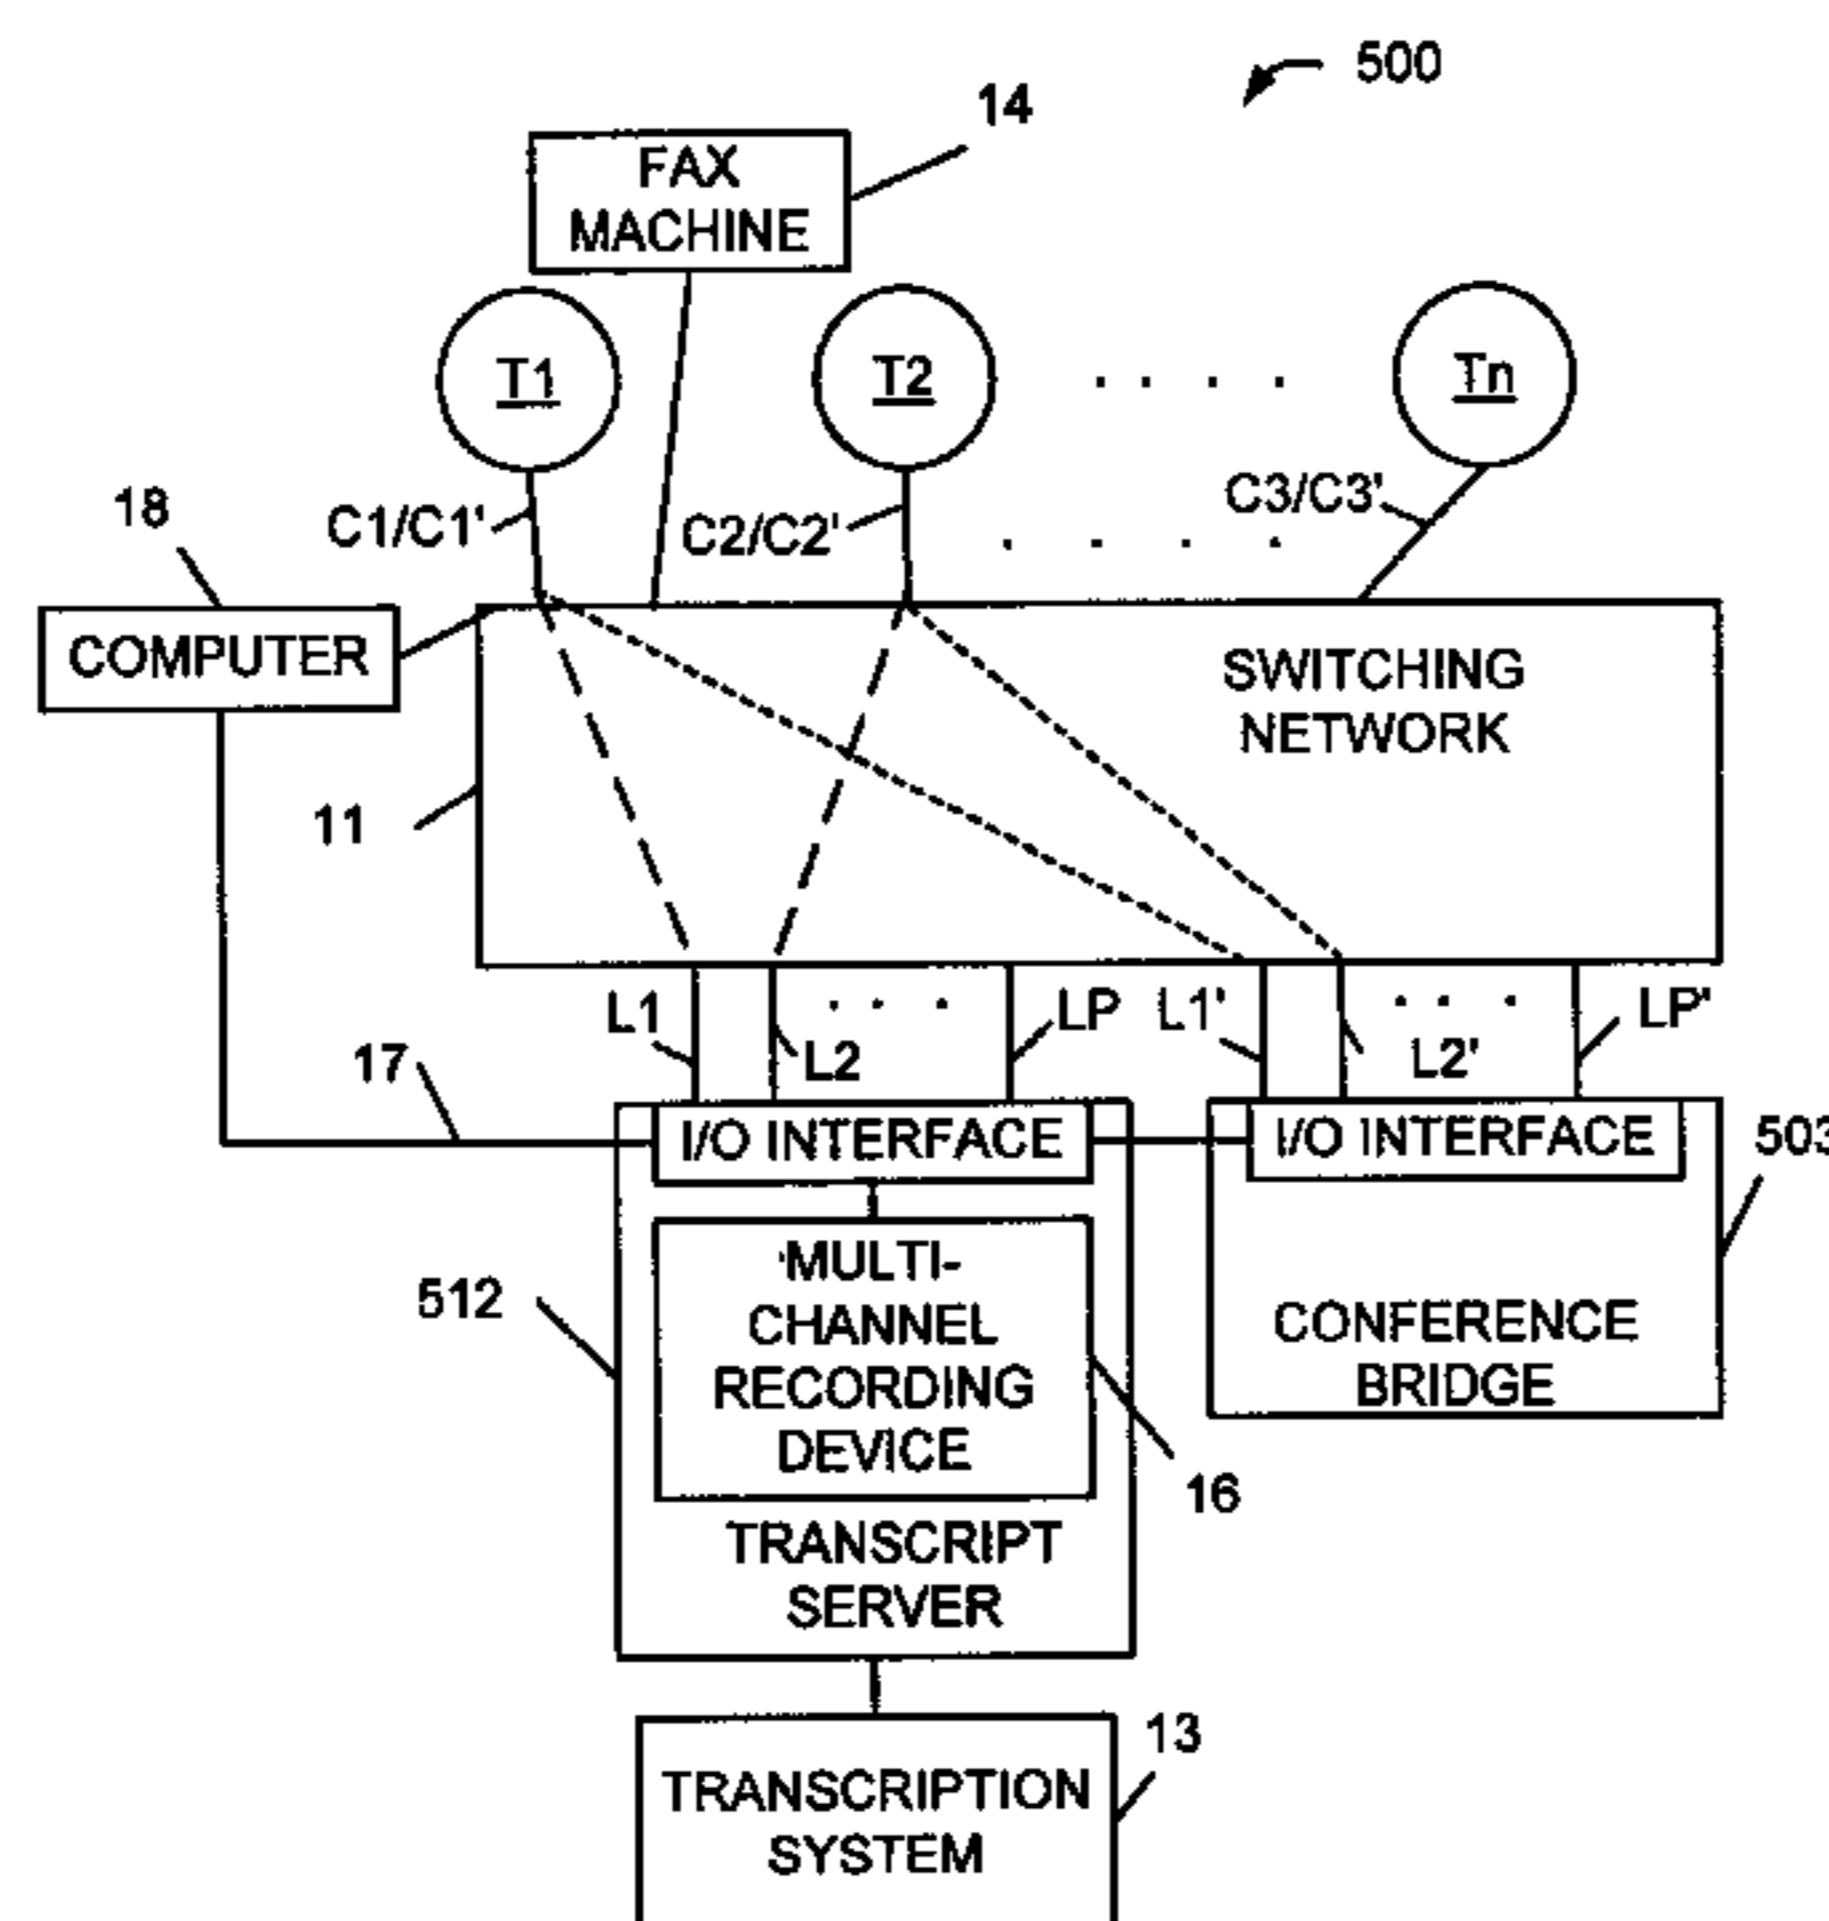 500
14
FAX
MACHINE
T1
T2
Tn
C1/C1'
C2/C2'
C3/C3'
18
COMPUTER
SWITCHING
NETWORK
11
L1
L2
LP
L1'
L2'
LP'
17
I/O INTERFACE
I/O INTERFACE
503
512
MULTI-
CHANNEL
RECORDING
DEVICE
CONFERENCE
BRIDGE
16
TRANSCRIPT
SERVER
13
TRANSCRIPTION
SYSTEM